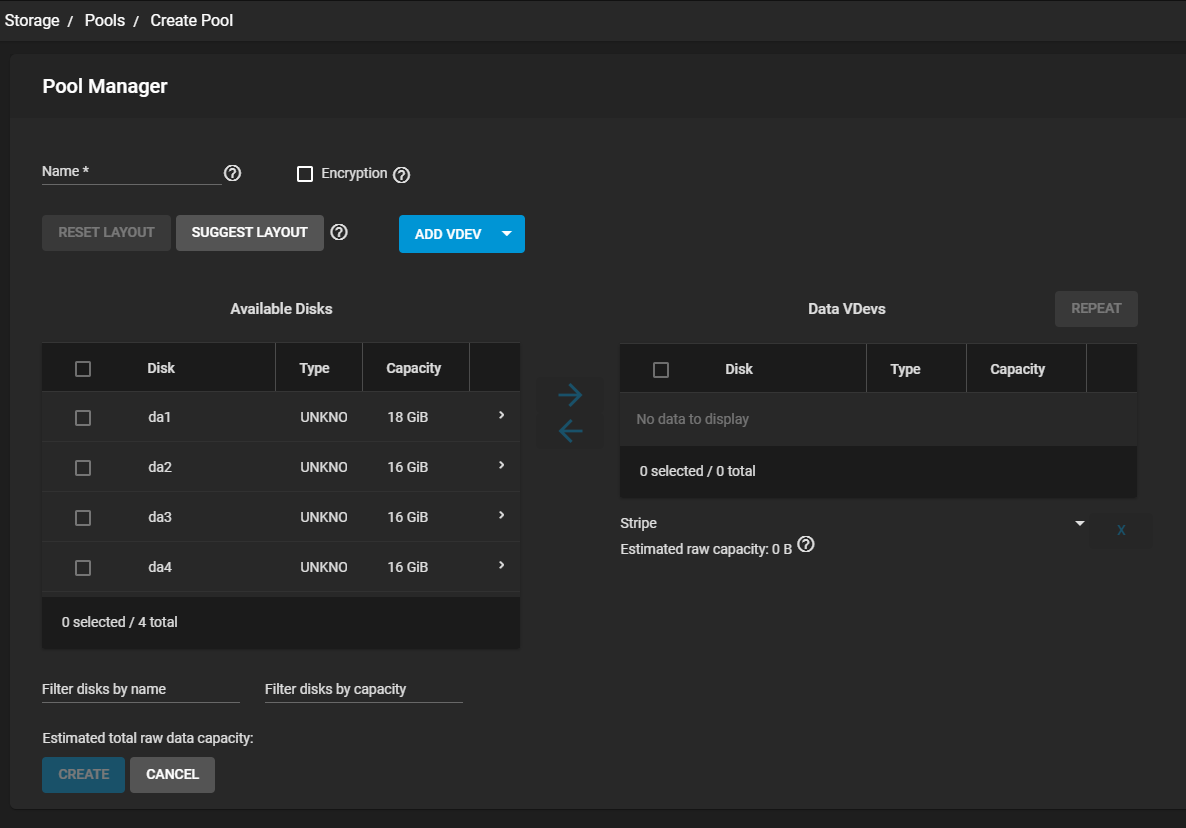 Storage / Pools / Create Pool
Pool Manager
Name *
Encryption
RESET LAYOUT SUGGEST LAYOUT ADD VDEV
Available Disks
Disk Type Capacity
da1 UNKNO 18 GiB
da2 UNKNO 16 GiB
da3 UNKNO 16 GiB
da4 UNKNO 16 GiB
0 selected / 4 total
Filter disks by name Filter disks by capacity
Estimated total raw data capacity:
CREATE CANCEL
Data VDevs REPEAT
Disk Type Capacity
No data to display
0 selected / 0 total
Stripe X
Estimated raw capacity: 0 B